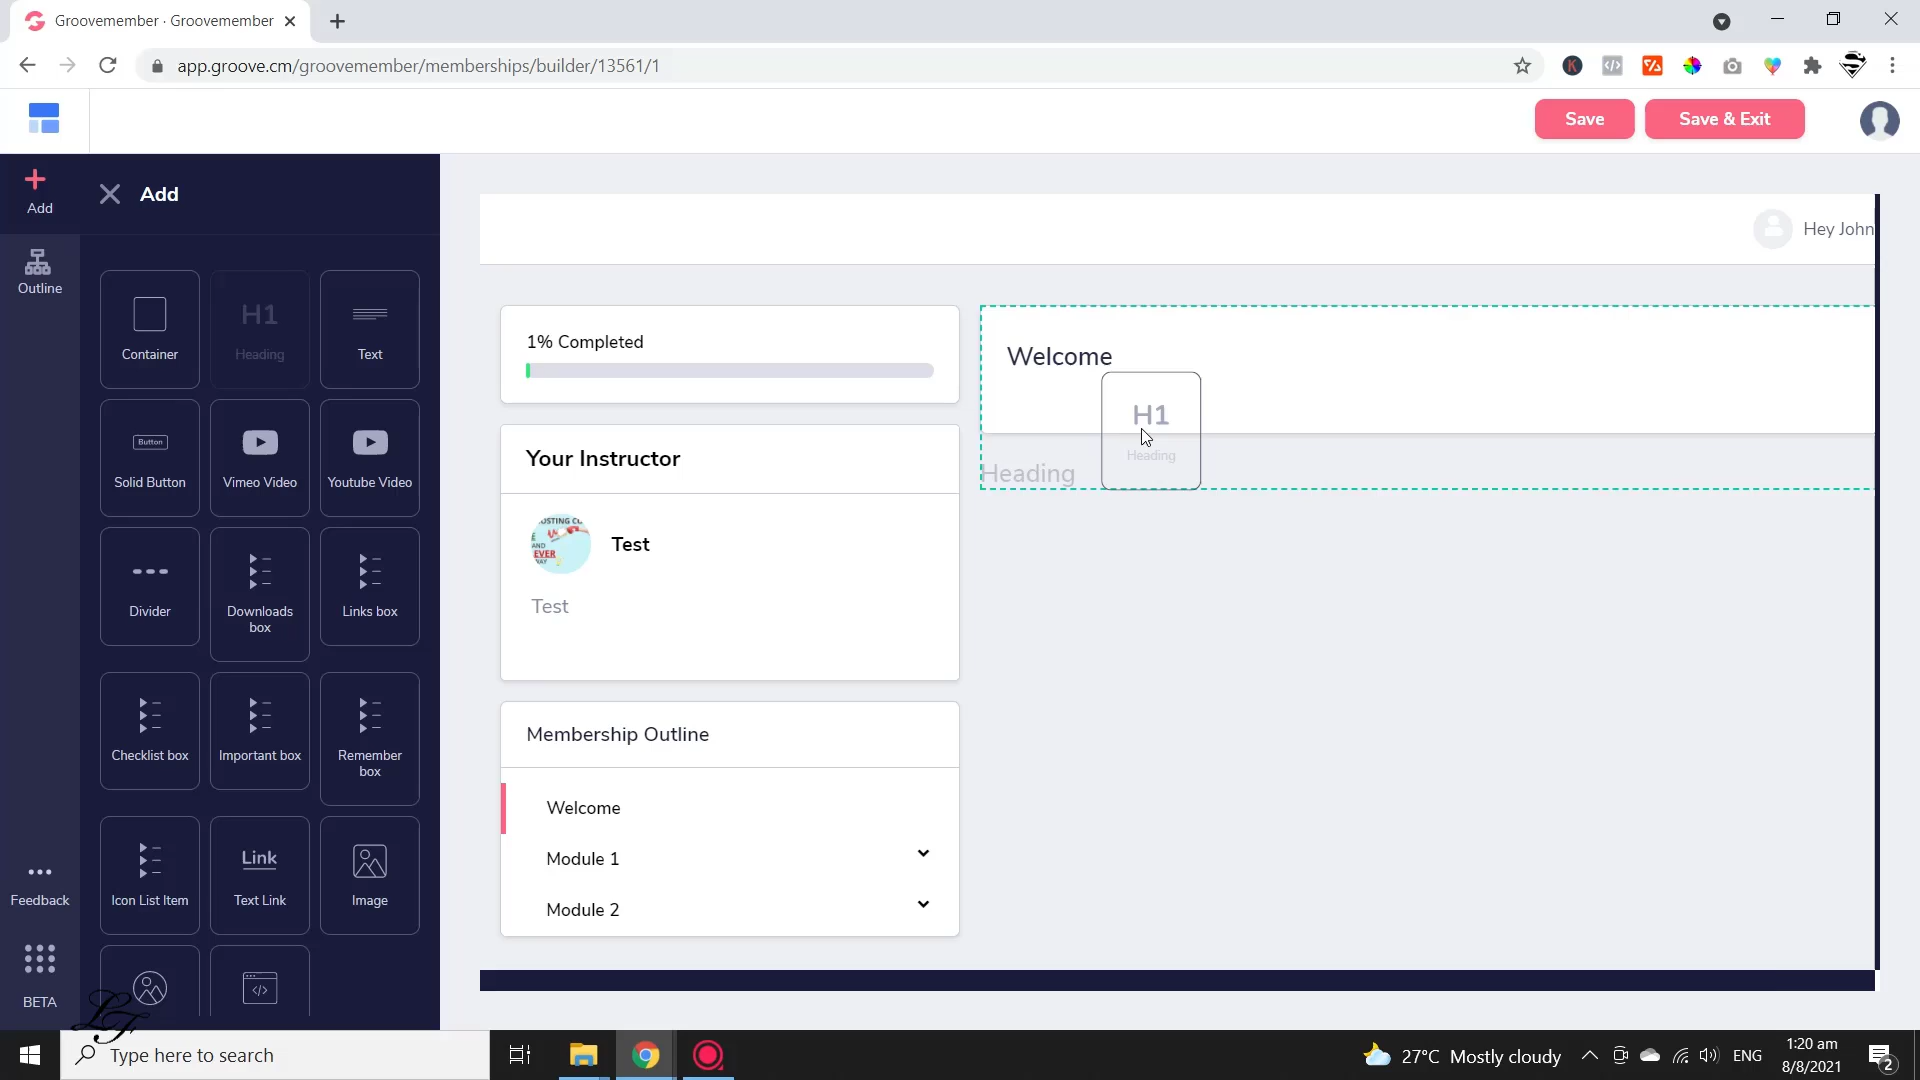 Groovemember · Groovemember
app.groove.cm/groovemember/memberships/builder/13561/1
Save
Save & Exit
Add
Add
Outline
Container
H1
Heading
Text
Button
Solid Button
Vimeo Video
Youtube Video
Divider
Downloads
box
Links box
Checklist box
Important box
Remember
box
Icon List Item
Link
Text Link
Image
Feedback
BETA
Hey John
1% Completed
Your Instructor
Test
Test
Membership Outline
Welcome
Module 1
Module 2
Welcome
H1
Heading
Heading
Type here to search
27°C Mostly cloudy
ENG
1:20 am
8/8/2021
2